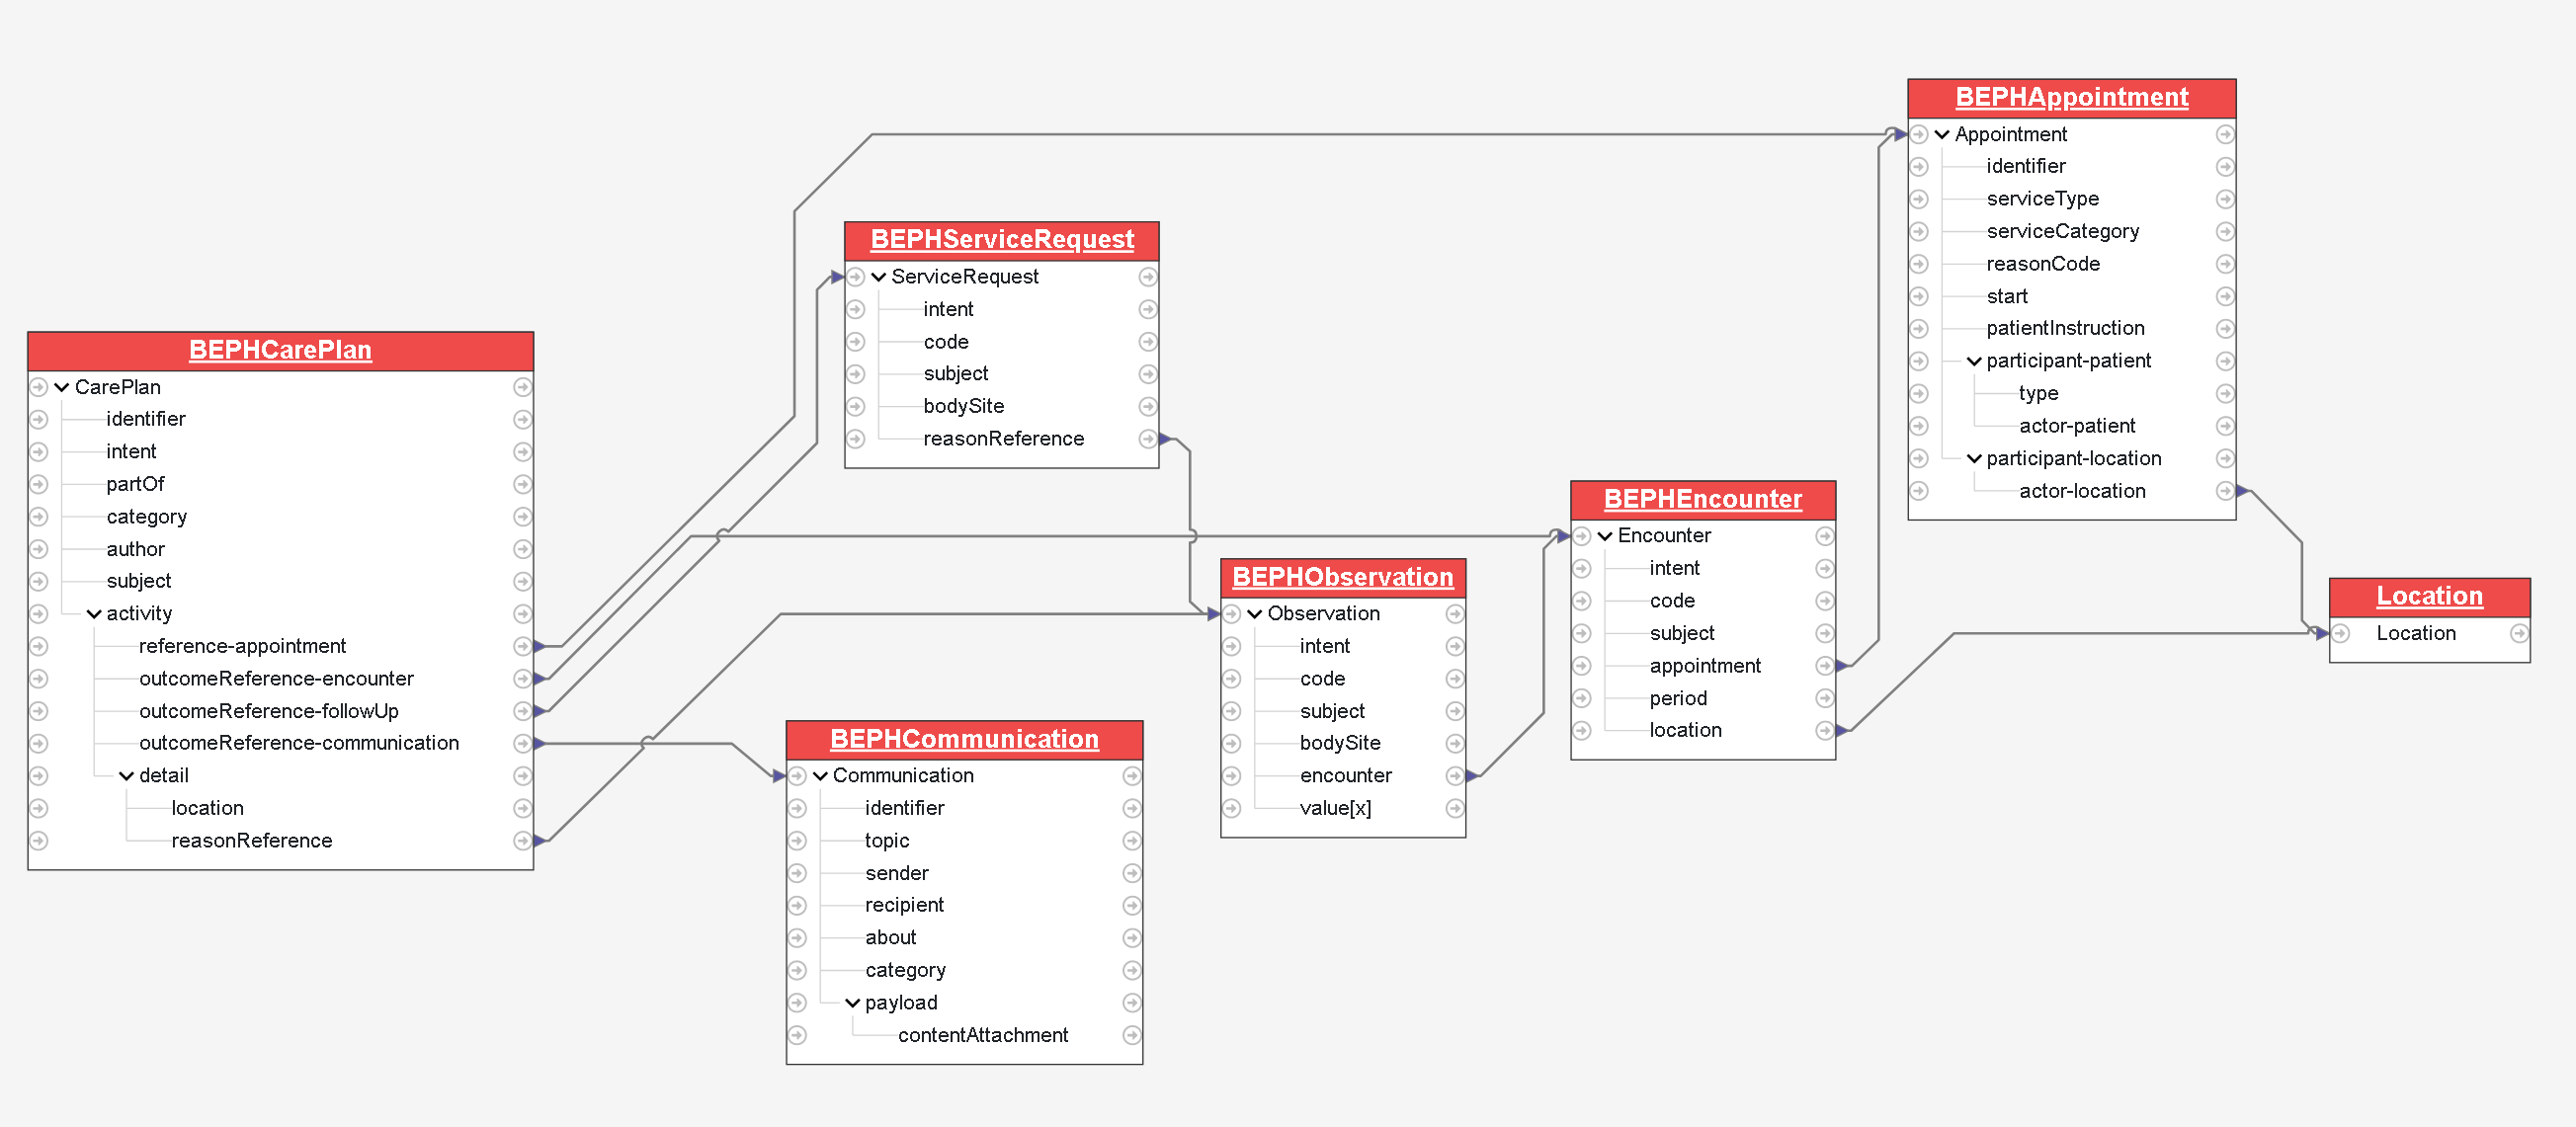 BEPHCarePlan
CarePlan
identifier
intent
partOf
category
author
subject
activity
reference-appointment
outcomeReference-encounter
outcomeReference-followUp
outcomeReference-communication
detail
location
reasonReference
BEPHServiceRequest
ServiceRequest
intent
code
subject
bodySite
reasonReference
BEPHCommunication
Communication
identifier
topic
sender
recipient
about
category
payload
contentAttachment
BEPHObservation
Observation
intent
code
subject
bodySite
encounter
value[x]
BEPHEncounter
Encounter
intent
code
subject
appointment
period
location
BEPHAppointment
Appointment
identifier
serviceType
serviceCategory
reasonCode
start
patientInstruction
participant-patient
type
actor-patient
participant-location
actor-location
Location
Location